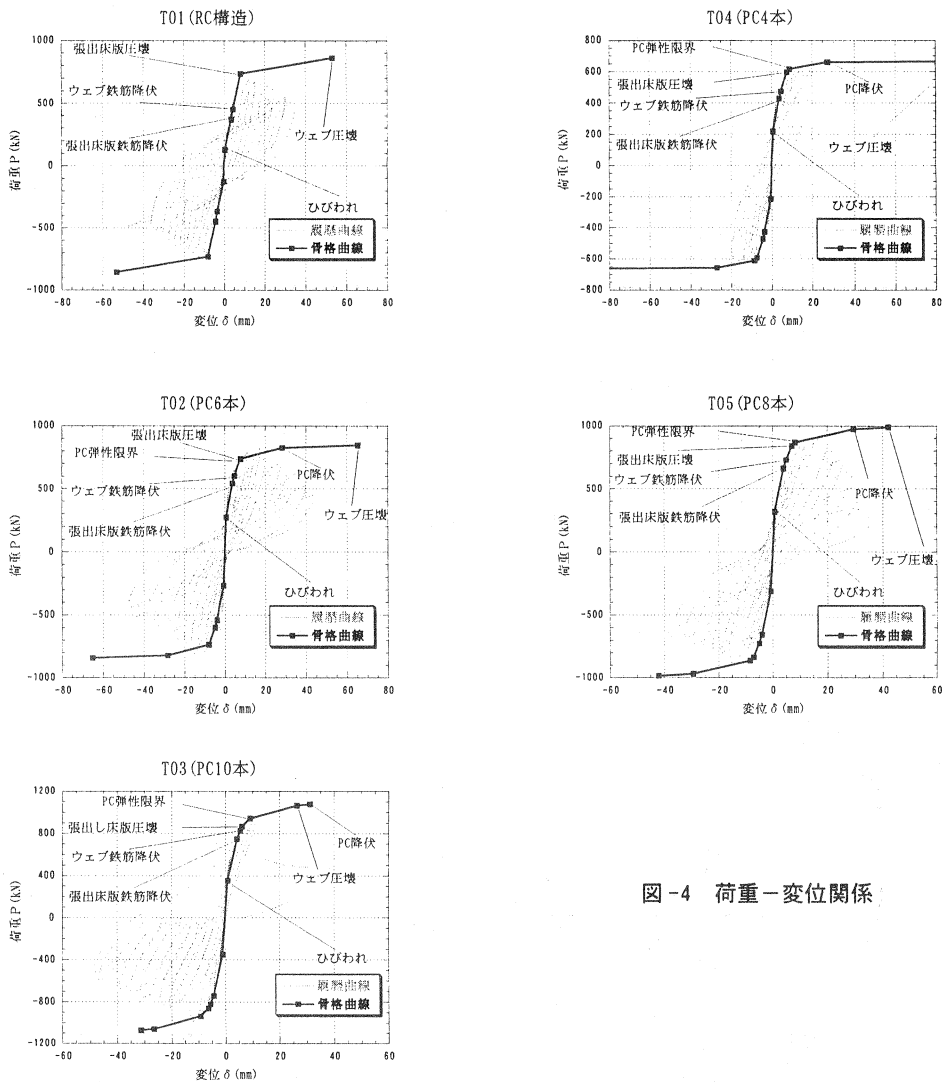 T01(RC構造)
1000
500
0
-500
-1000
荷重P(kN)
張出床版圧壊
ウェブ鉄筋降伏
張出床版鉄筋降伏
ウェブ圧壊
ひびわれ
履歴曲線
骨格曲線
-80 -60 -40 -20 0 20 40 60 80
変位δ(mm)
T04(PC4本)
800
600
400
200
0
-200
-400
-600
-800
荷重P(kN)
PC弾性限界
張出床版圧壊
ウェブ鉄筋降伏
張出床版鉄筋降伏
PC降伏
ウェブ圧壊
ひびわれ
履歴曲線
骨格曲線
-80 -60 -40 -20 0 20 40 60 80
変位δ(mm)
T02(PC6本)
1000
500
0
-500
-1000
荷重P(kN)
張出床版圧壊
PC弾性限界
ウェブ鉄筋降伏
張出床版鉄筋降伏
PC降伏
ウェブ圧壊
ひびわれ
履歴曲線
骨格曲線
-80 -60 -40 -20 0 20 40 60 80
変位δ(mm)
T05(PC8本)
1000
500
0
-500
-1000
荷重P(kN)
PC弾性限界
張出床版圧壊
ウェブ鉄筋降伏
張出床版鉄筋降伏
PC降伏
ウェブ圧壊
ひびわれ
履歴曲線
骨格曲線
-60 -40 -20 0 20 40 60
変位δ(mm)
T03(PC10本)
1200
800
400
0
-400
-800
-1200
荷重P(kN)
PC弾性限界
張出し床版圧壊
ウェブ鉄筋降伏
張出床版鉄筋降伏
PC降伏
ウェブ圧壊
ひびわれ
履歴曲線
骨格曲線
-60 -40 -20 0 20 40 60
変位δ(mm)
図-4 荷重－変位関係